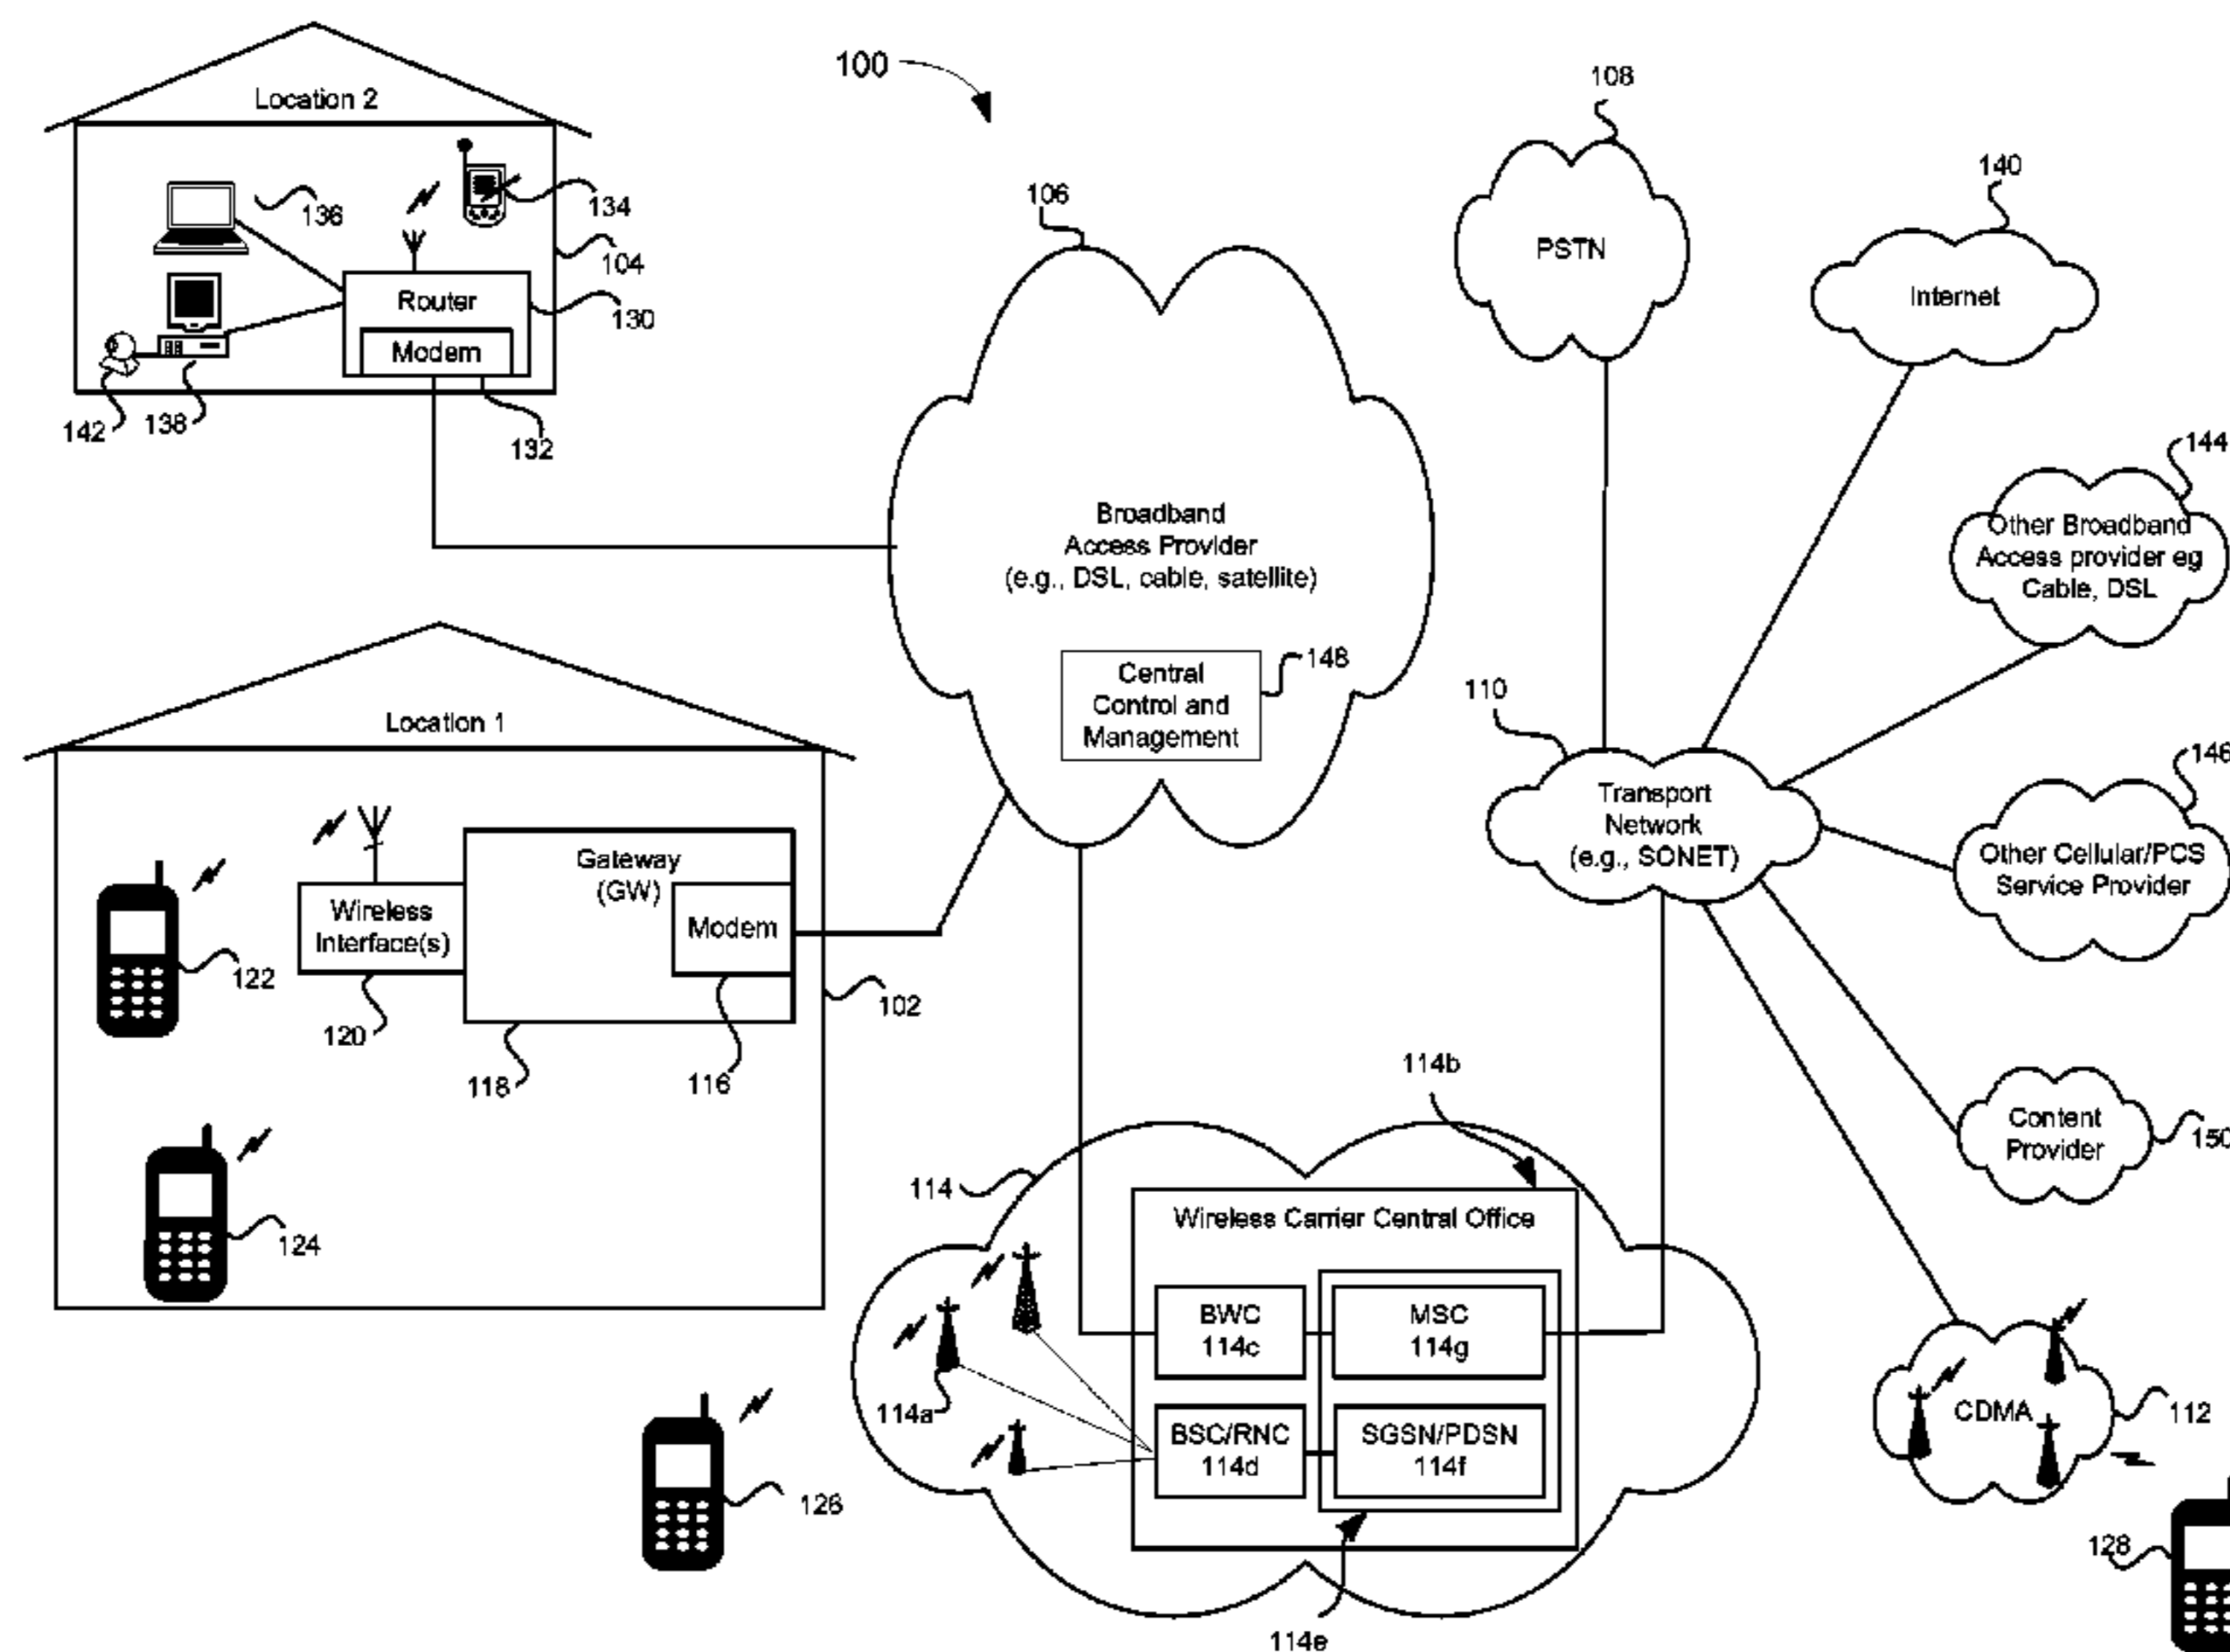 100
108
140
Location 2
136
134
104
Router
130
Modem
142
138
132
106
Broadband
Access Provider
(e.g., DSL, cable, satellite)
Central
Control and
Management
148
PSTN
Internet
144
Other Broadband
Access provider eg
Cable, DSL
110
Transport
Network
(e.g., SONET)
146
Other Cellular/PCS
Service Provider
Location 1
Gateway
(GW)
Wireless
Interface(s)
Modem
122
120
118
116
102
124
126
114b
114
Wireless Carrier Central Office
BWC
114c
MSC
114g
114a
BSC/RNC
114d
SGSN/PDSN
114f
114e
Content
Provider
150
CDMA
112
128